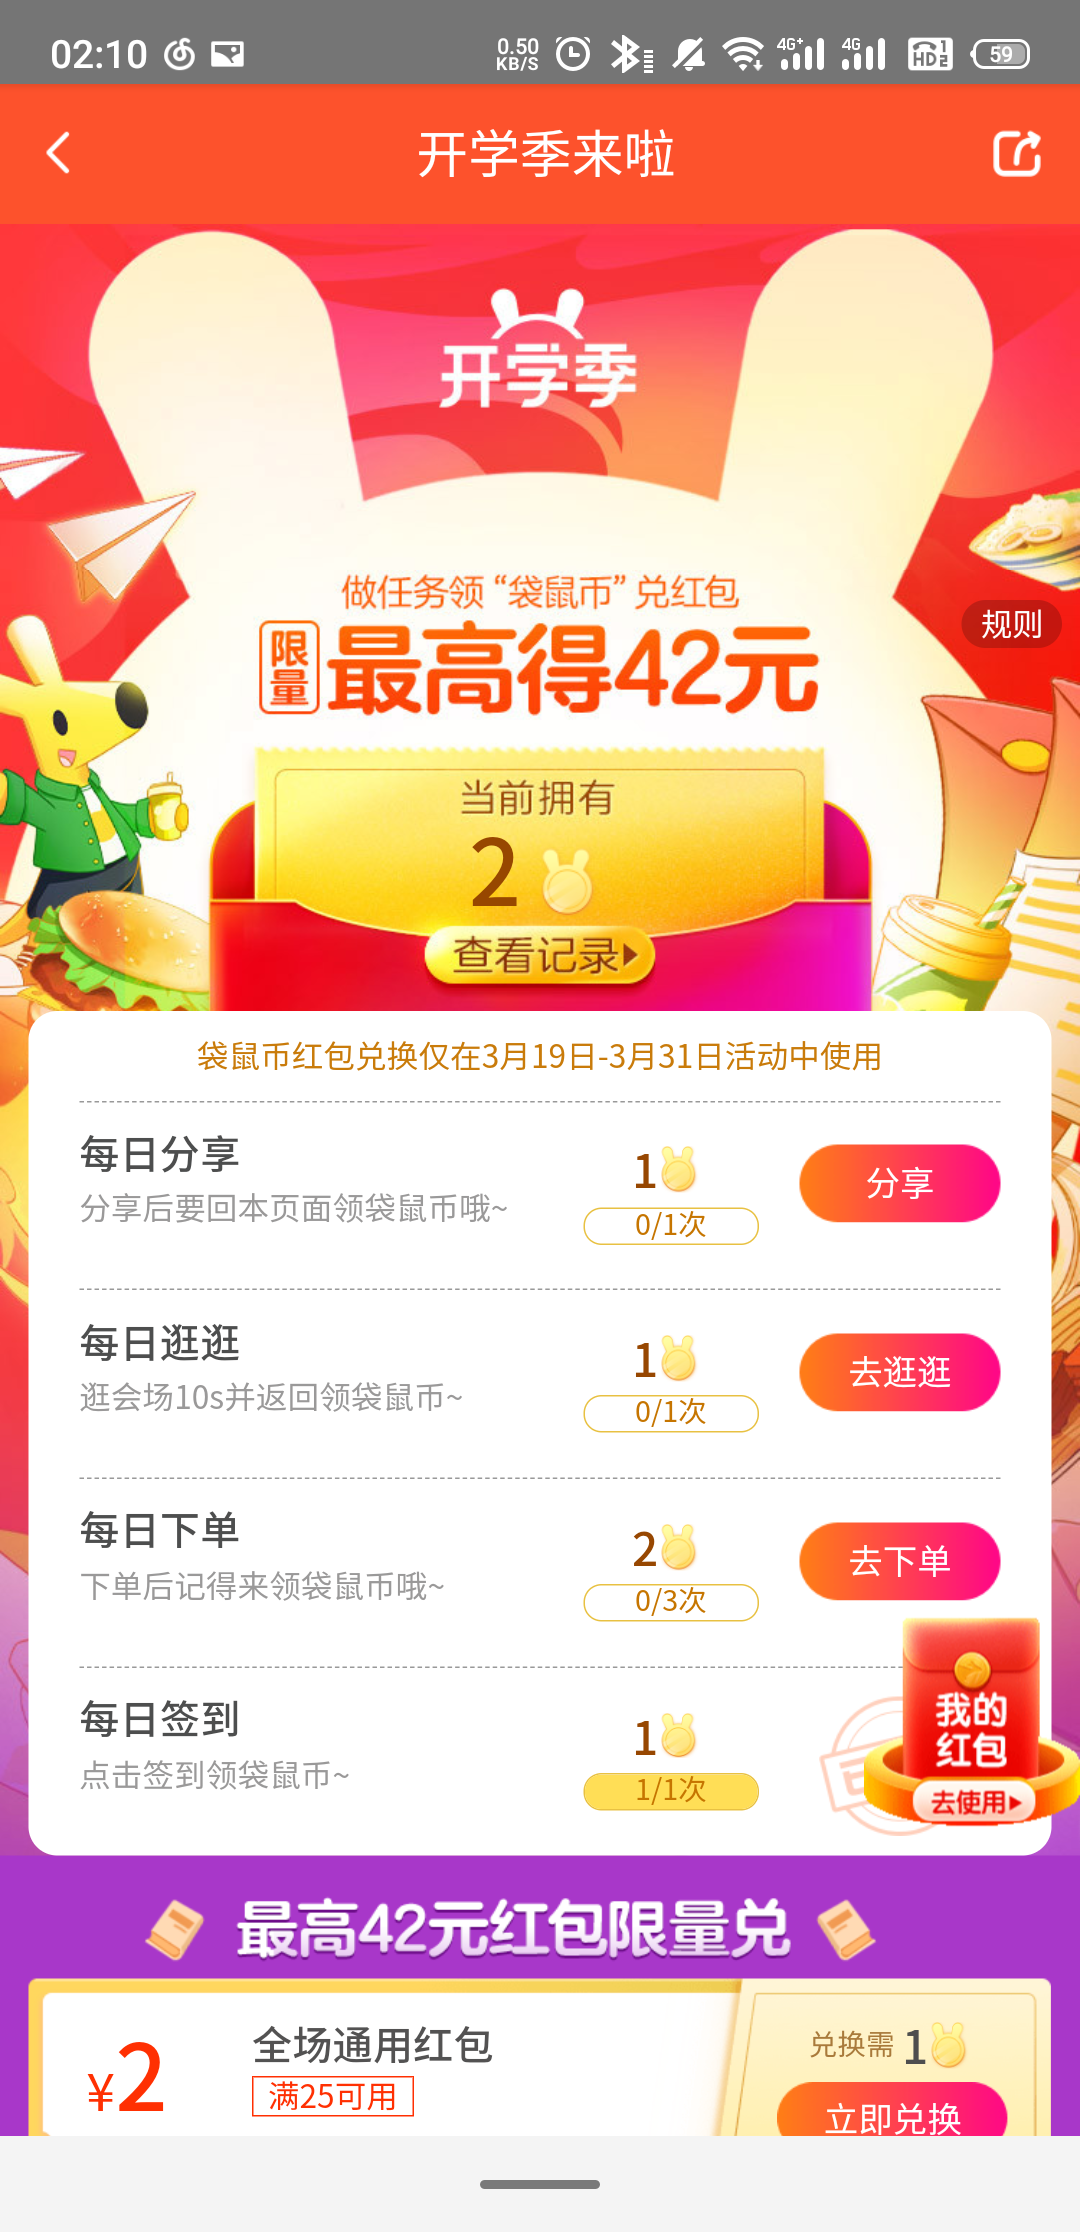 02:10
0.50
KB/S
4G+
4G
HD 1
2
59
开学季来啦
开学季
做任务领“袋鼠币”兑红包
限量
最高得42元
规则
当前拥有
2
查看记录
袋鼠币红包兑换仅在3月19日-3月31日活动中使用
每日分享
1
分享
分享后要回本页面领袋鼠币哦~
0/1次
每日逛逛
1
去逛逛
逛会场10s并返回领袋鼠币~
0/1次
每日下单
2
去下单
下单后记得来领袋鼠币哦~
0/3次
每日签到
1
点击签到领袋鼠币~
1/1次
我的
红包
去使用
最高42元红包限量兑
¥2
全场通用红包
满25可用
兑换需 1
立即兑换